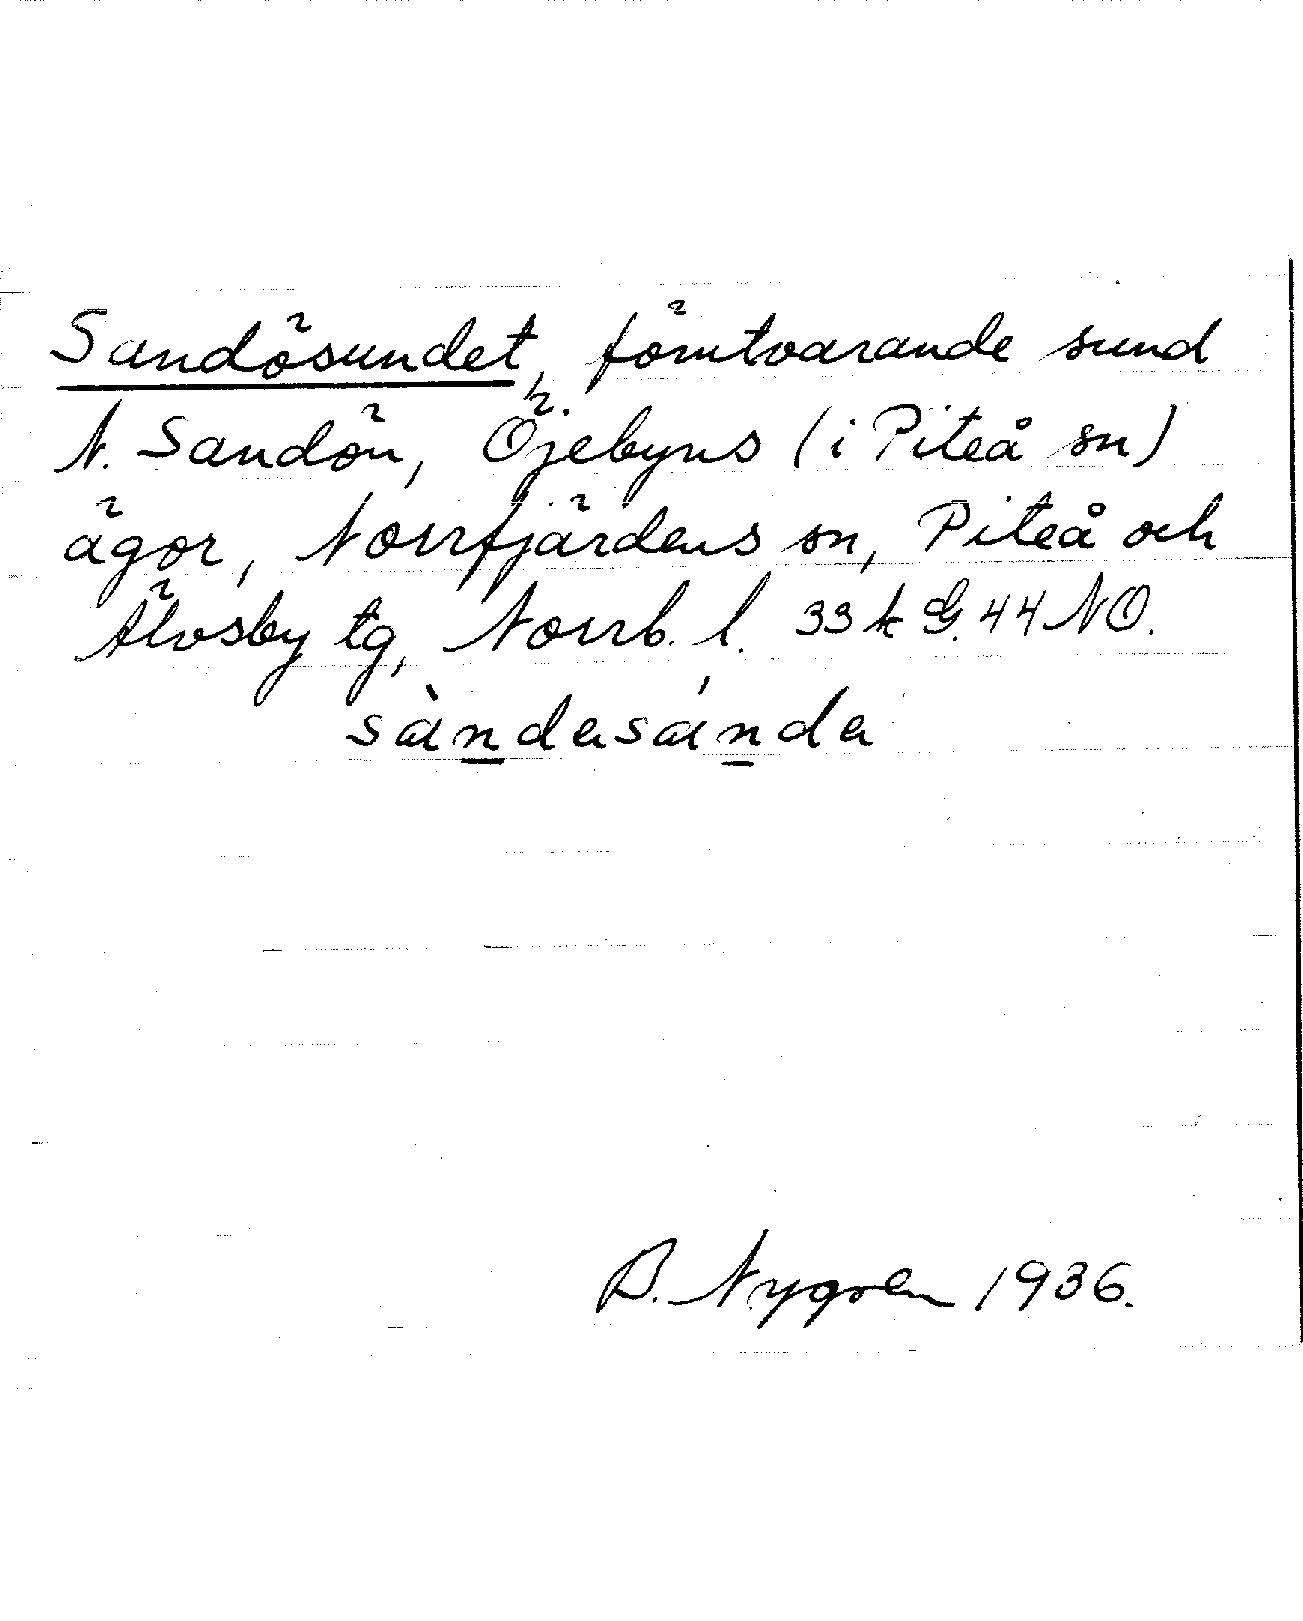 Sandösundet, förutvarande sund
N. Sandön, Öjebyns (i Piteå sn)
ägor, Norrfjärdens sn, Piteå och
Älvsby tg, Norrb. l. 33 k G. 44 NO.
sàndasánda
B. Nygren 1936.